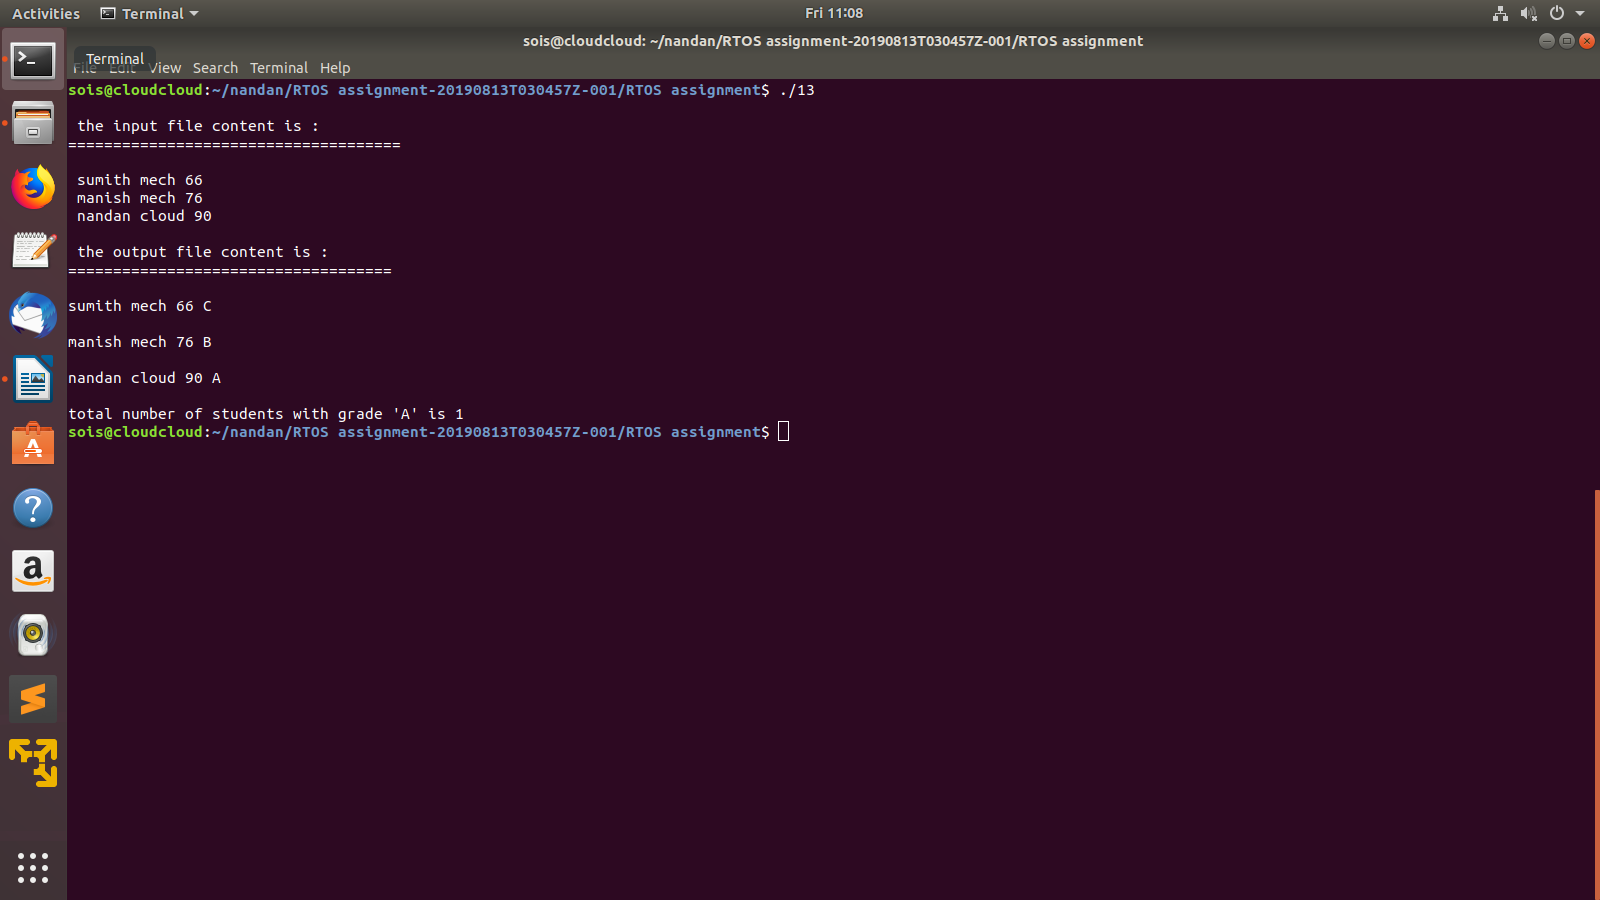 Activities Terminal Fri 11:08
sois@cloudcloud: ~/nandan/RTOS assignment-20190813T030457Z-001/RTOS assignment
Terminal
File Edit View Search Terminal Help
sois@cloudcloud:~/nandan/RTOS assignment-20190813T030457Z-001/RTOS assignment$ ./13
the input file content is :
=====================================
sumith mech 66
manish mech 76
nandan cloud 90
the output file content is :
====================================
sumith mech 66 C
manish mech 76 B
nandan cloud 90 A
total number of students with grade 'A' is 1
sois@cloudcloud:~/nandan/RTOS assignment-20190813T030457Z-001/RTOS assignment$